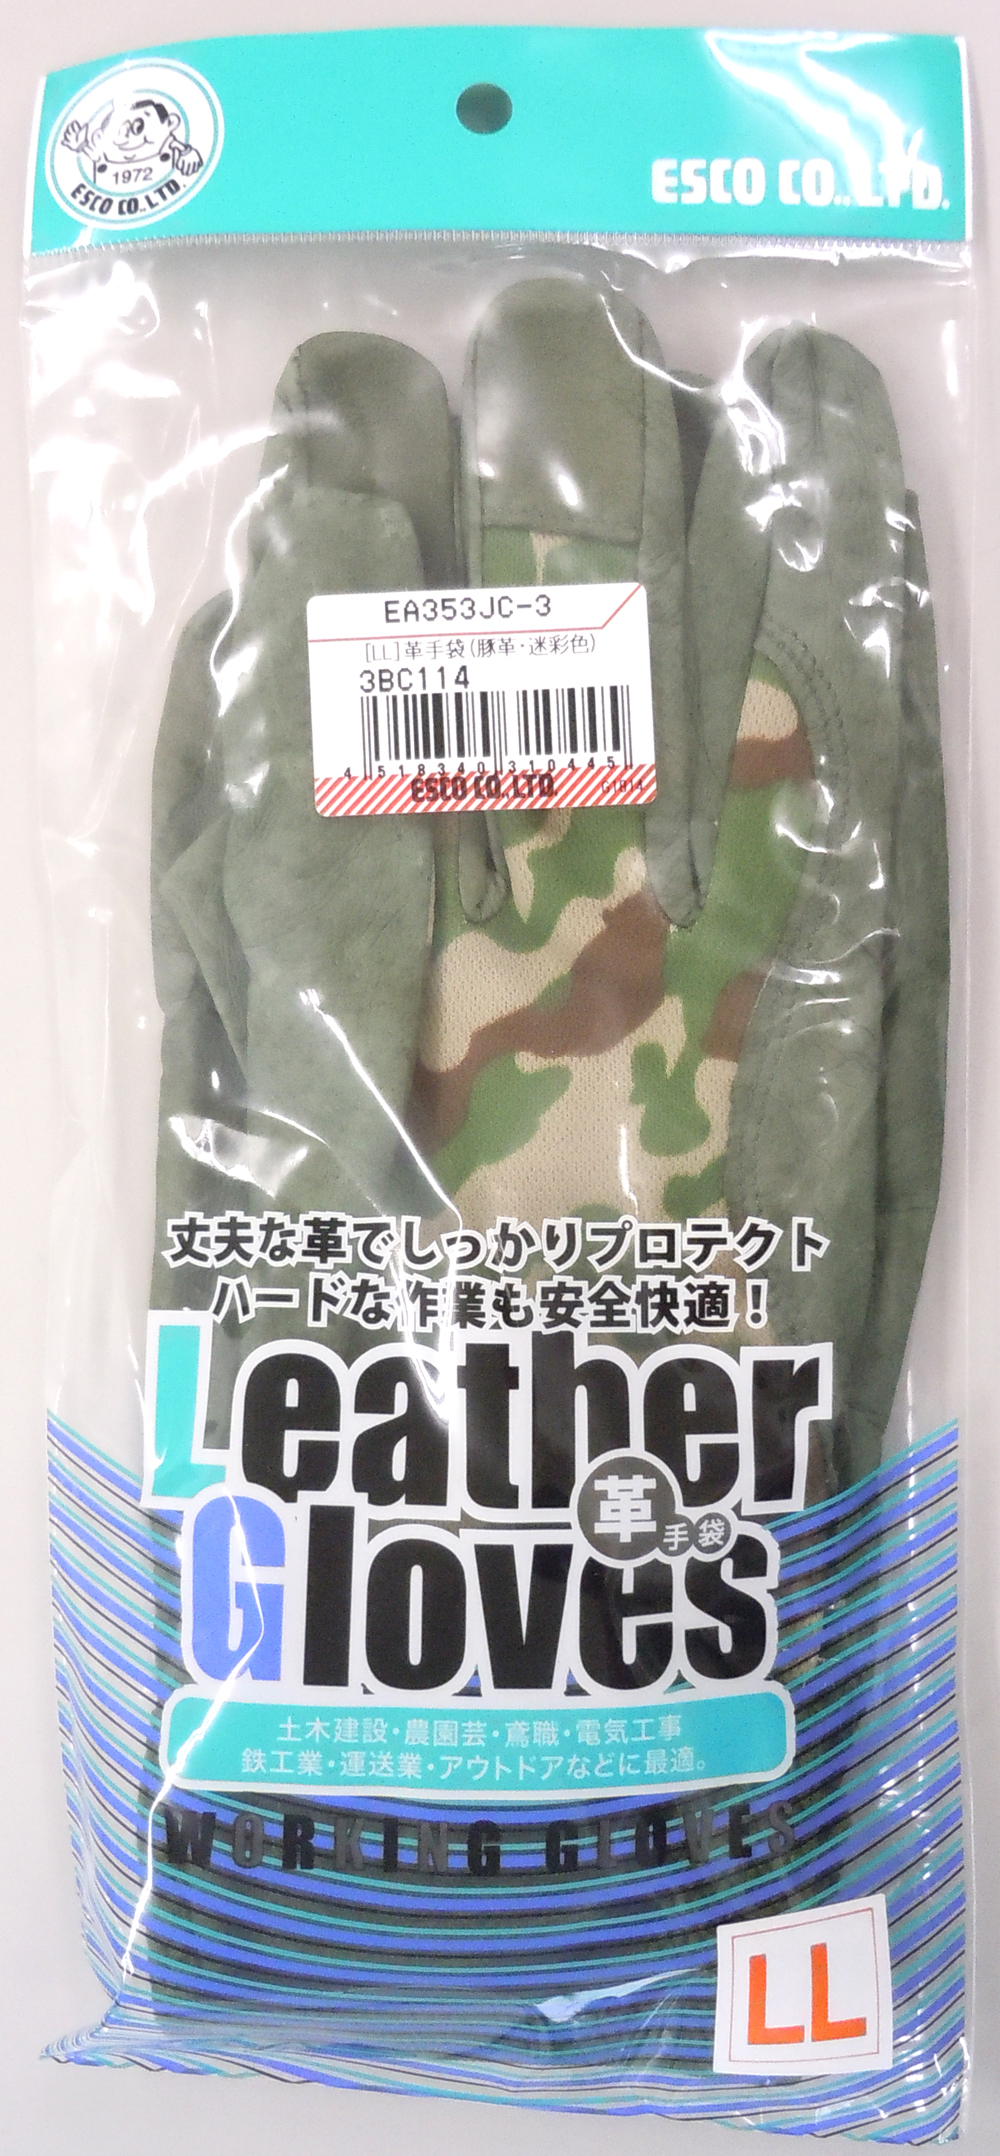 1972
ESCO CO.,LTD.
ESCO CO.,LTD.
EA353JC-3
[LL]革手袋(豚革・迷彩色)
3BC114
4 518340 310445
ESCO CO.,LTD. G1B14
丈夫な革でしっかりプロテクト
ハードな作業も安全快適！
Leather
革手袋
Gloves
土木建設・農園芸・鳶職・電気工事
鉄工業・運送業・アウトドアなどに最適。
WORKING GLOVES
LL